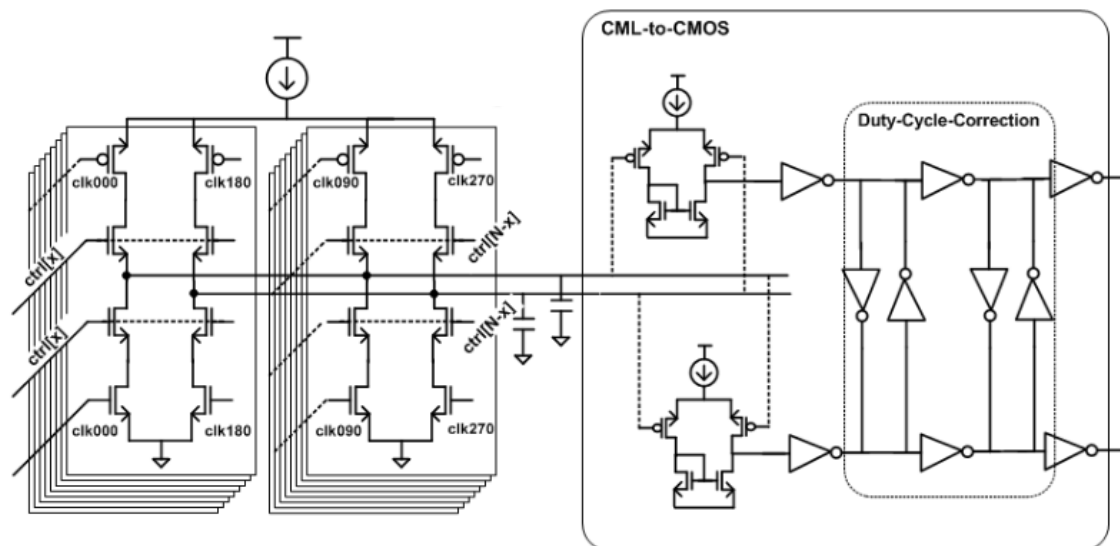 CML-to-CMOS
Duty-Cycle-Correction
clk000
clk180
clk090
clk270
ctrl[x]
ctrl[N-x]
ctrl[x]
ctrl[N-x]
clk000
clk180
clk090
clk270